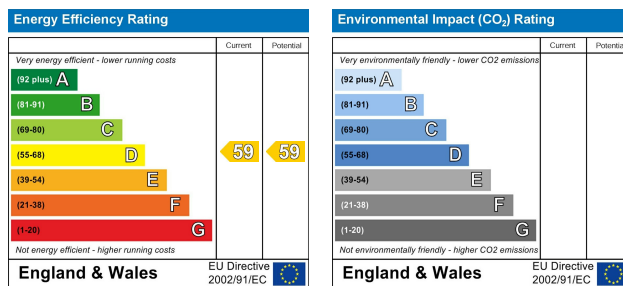 Energy Efficiency Rating
Current Potential
Very energy efficient - lower running costs
(92 plus) A
(81-91) B
(69-80) C
(55-68) D 59 59
(39-54) E
(21-38) F
(1-20) G
Not energy efficient - higher running costs
England & Wales
EU Directive
2002/91/EC
Environmental Impact (CO₂) Rating
Current Potential
Very environmentally friendly - lower CO2 emissions
(92 plus) A
(81-91) B
(69-80) C
(55-68) D
(39-54) E
(21-38) F
(1-20) G
Not environmentally friendly - higher CO2 emissions
England & Wales
EU Directive
2002/91/EC